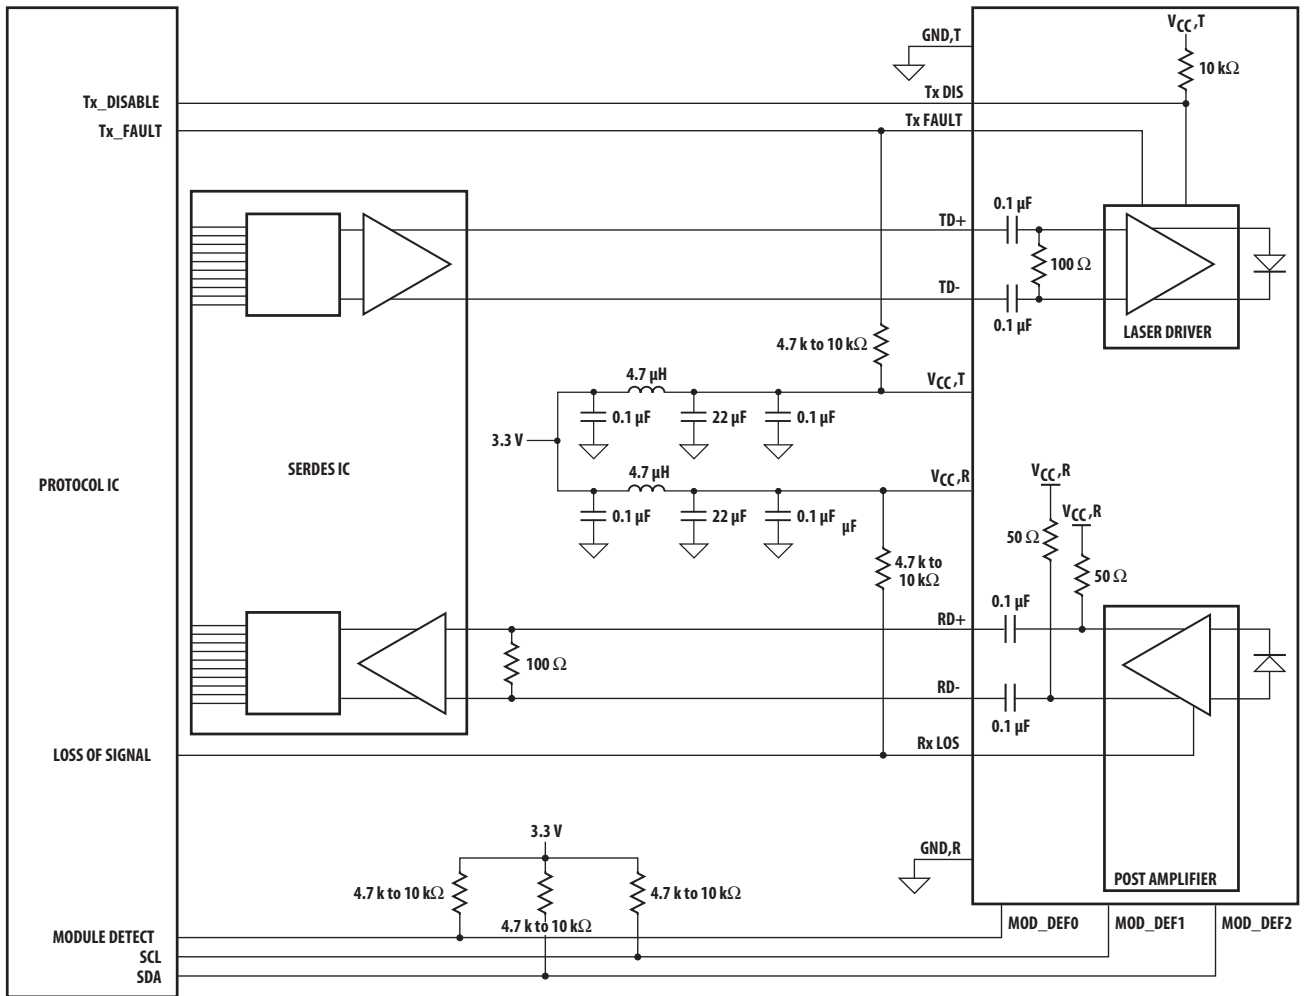 V_CC,T
GND,T
10 kΩ
Tx_DISABLE
Tx DIS
Tx_FAULT
Tx FAULT
0.1 µF
TD+
100 Ω
TD-
0.1 µF
LASER DRIVER
4.7 k to 10 kΩ
4.7 µH
V_CC,T
0.1 µF
22 µF
0.1 µF
3.3 V
PROTOCOL IC
SERDES IC
4.7 µH
V_CC,R
V_CC,R
0.1 µF
22 µF
0.1 µF
µF
V_CC,R
50 Ω
4.7 k to
10 kΩ
50 Ω
0.1 µF
RD+
100 Ω
RD-
0.1 µF
LOSS OF SIGNAL
Rx LOS
3.3 V
GND,R
POST AMPLIFIER
4.7 k to 10 kΩ
4.7 k to 10 kΩ
4.7 k to 10 kΩ
MOD_DEF0
MOD_DEF1
MOD_DEF2
MODULE DETECT
SCL
SDA